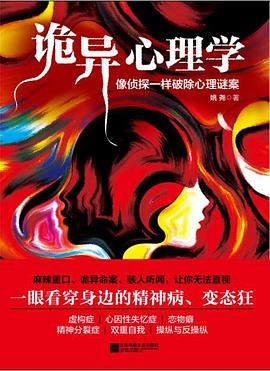 诡异心理学
像侦探一样破除心理谜案
姚尧 ◎ 著
麻辣重口、诡异命案、骇人听闻，让你无法直视
一眼看穿身边的精神病、变态狂
虚构症 | 心因性失忆症 | 恋物癖
精神分裂症 | 双重自我 | 操纵与反操纵